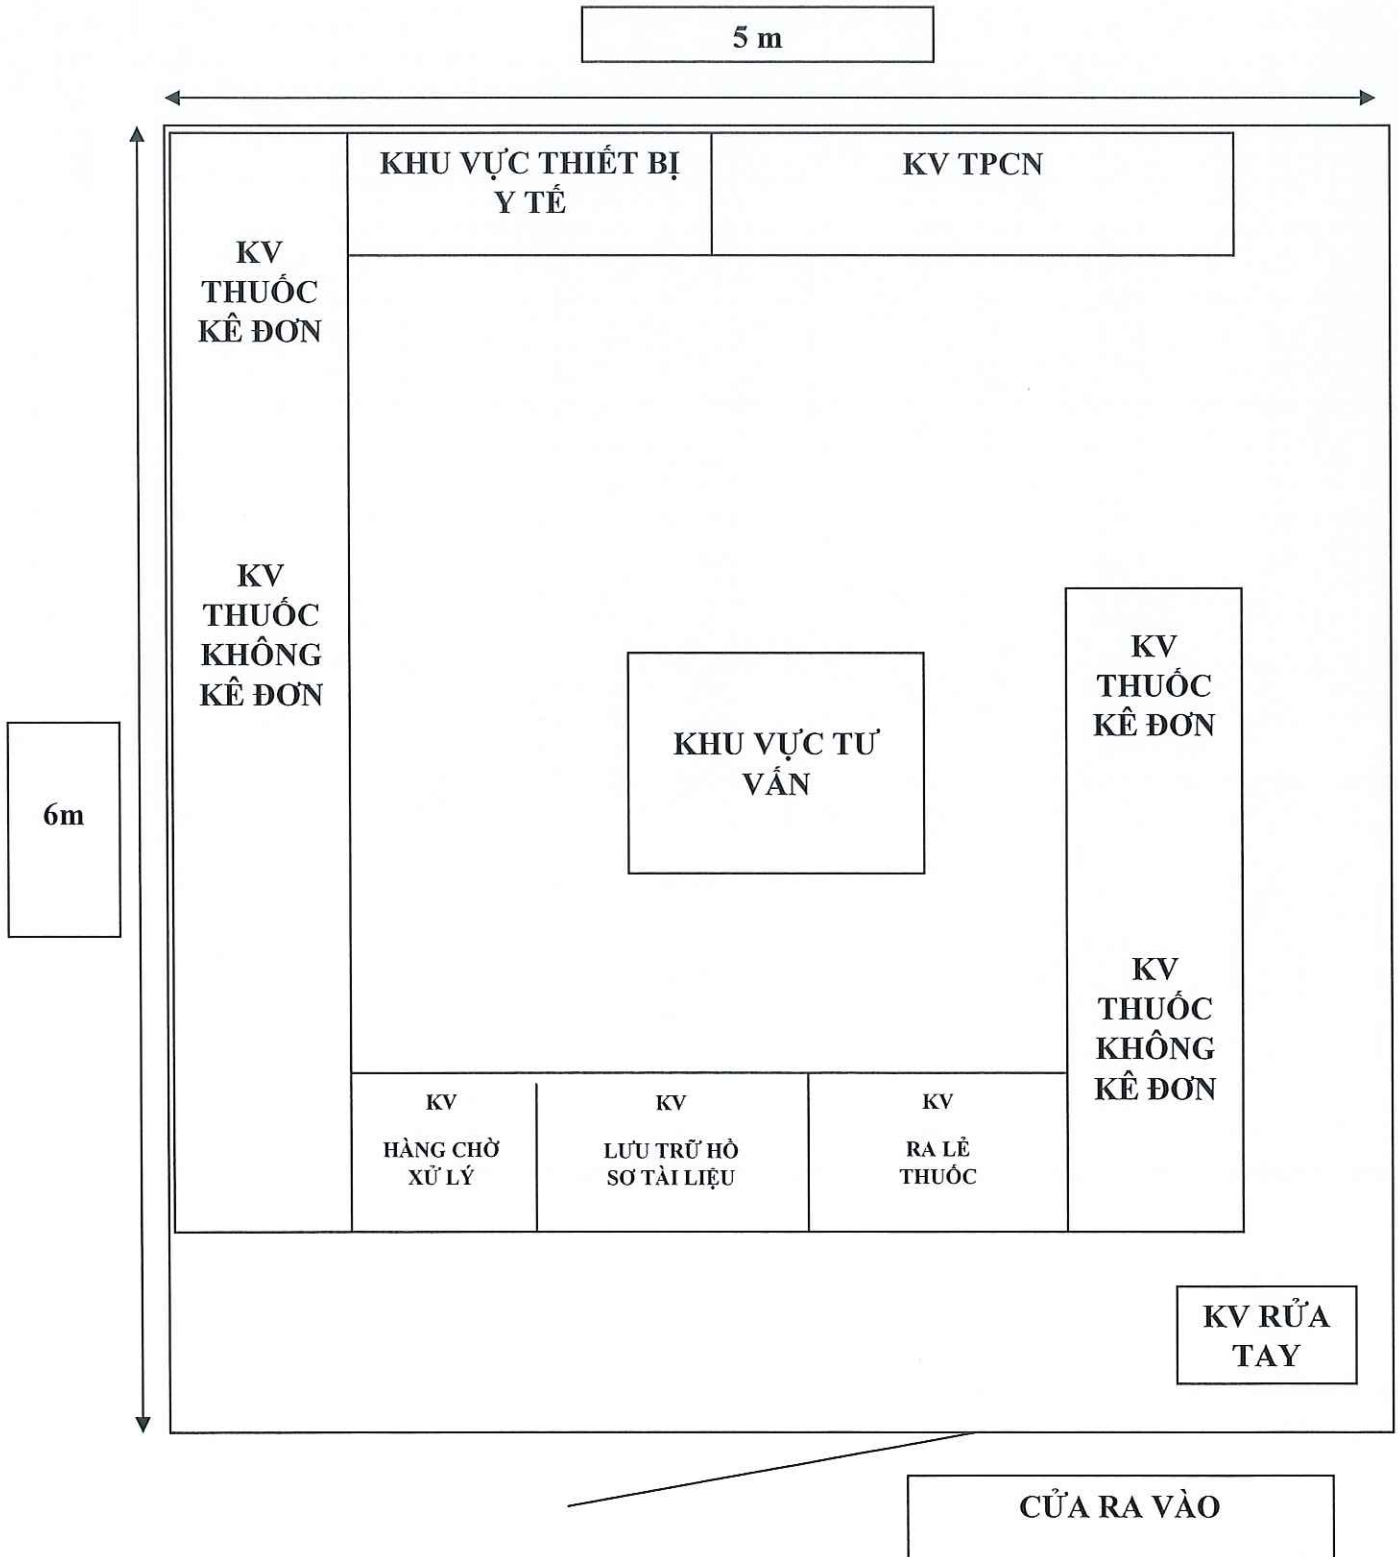 5 m
KHU VỰC THIẾT BỊ
Y TẾ
KV TPCN
KV
THUỐC
KÊ ĐƠN
KV
THUỐC
KHÔNG
KÊ ĐƠN
6m
KHU VỰC TƯ
VẤN
KV
THUỐC
KÊ ĐƠN
KV
THUỐC
KHÔNG
KÊ ĐƠN
KV
HÀNG CHỜ
XỬ LÝ
KV
LƯU TRỮ HỒ
SƠ TÀI LIỆU
KV
RA LẺ
THUỐC
KV RỬA
TAY
CỬA RA VÀO